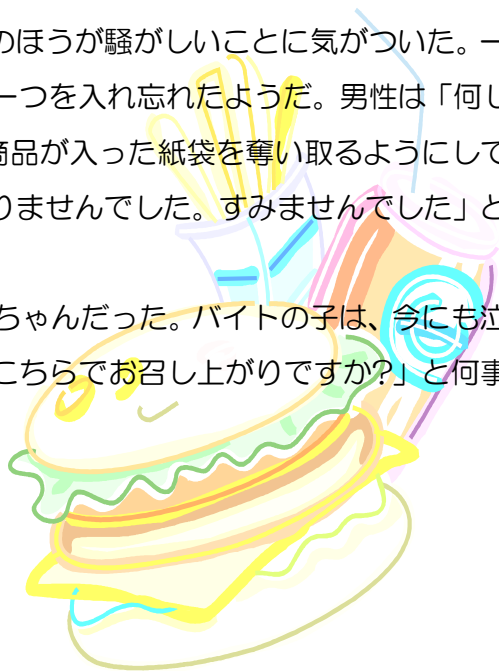 のほうが騒がしいことに気がついた。一
一つを入れ忘れたようだ。男性は「何し
商品が入った紙袋を奪い取るようにして
りませんでした。すみませんでした」と
ちゃんだった。バイトの子は、今にも泣
こちらでお召し上がりですか?」と何事